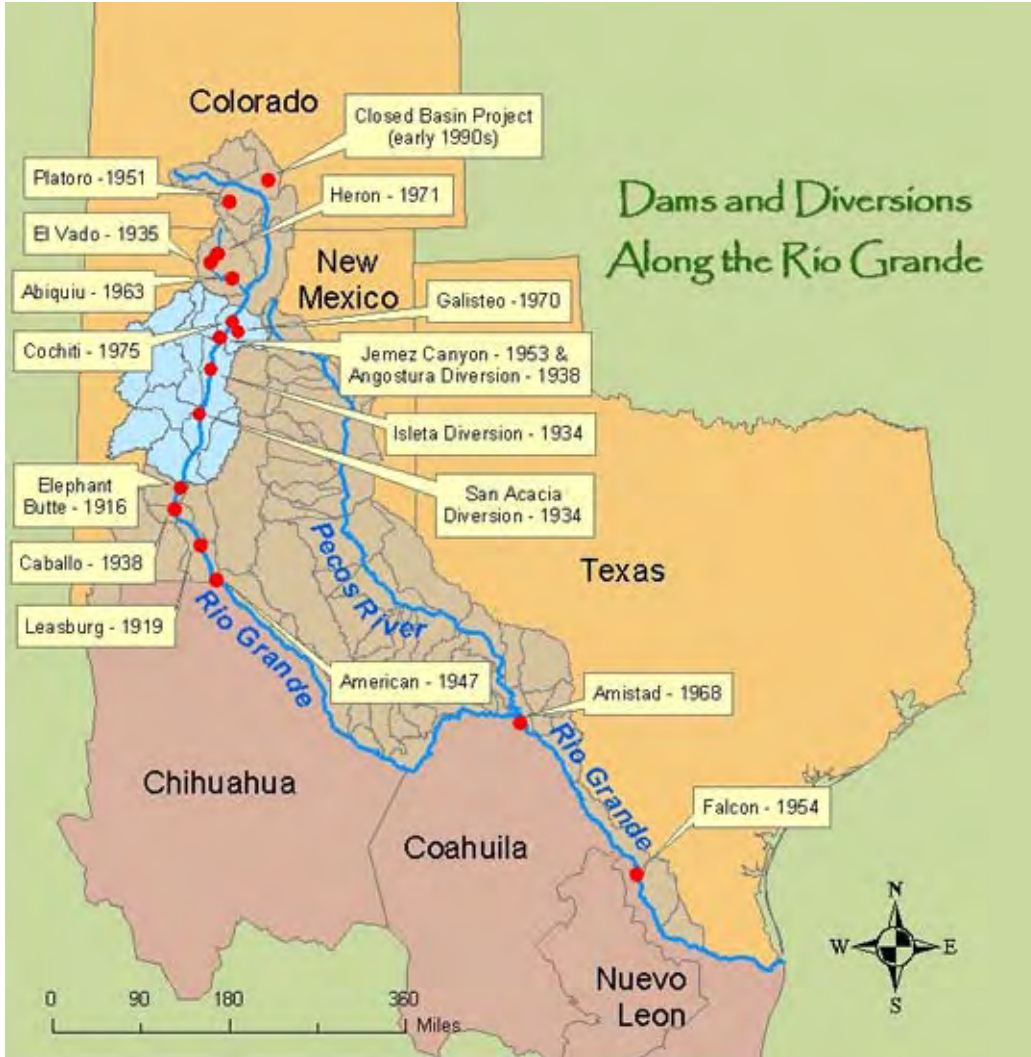 Colorado
Closed Basin Project
(early 1990s)
Platoro - 1951
Heron - 1971
Dams and Diversions
Along the Rio Grande
El Vado - 1935
New
Mexico
Abiquiu - 1963
Galisteo - 1970
Cochiti - 1975
Jemez Canyon - 1953 &
Angostura Diversion - 1938
Isleta Diversion - 1934
Elephant
Butte - 1916
San Acacia
Diversion - 1934
Pecos River
Texas
Caballo - 1938
Leasburg - 1919
Rio Grande
American - 1947
Amistad - 1968
Rio Grande
Chihuahua
Falcon - 1954
Coahuila
N
W
E
S
Nuevo
Leon
0 90 180 360
Miles